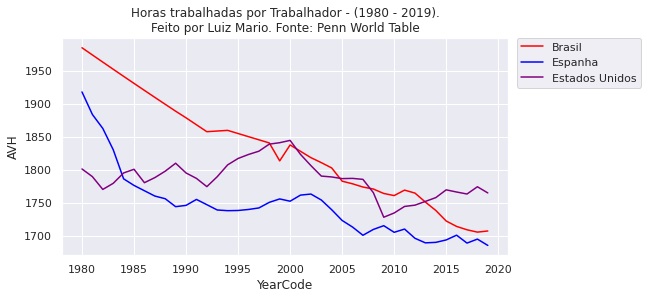 Horas trabalhadas por Trabalhador - (1980 - 2019).
Feito por Luiz Mario. Fonte: Penn World Table
Brasil
Espanha
Estados Unidos
AVH
1950
1900
1850
1800
1750
1700
1980
1985
1990
1995
2000
2005
2010
2015
2020
YearCode